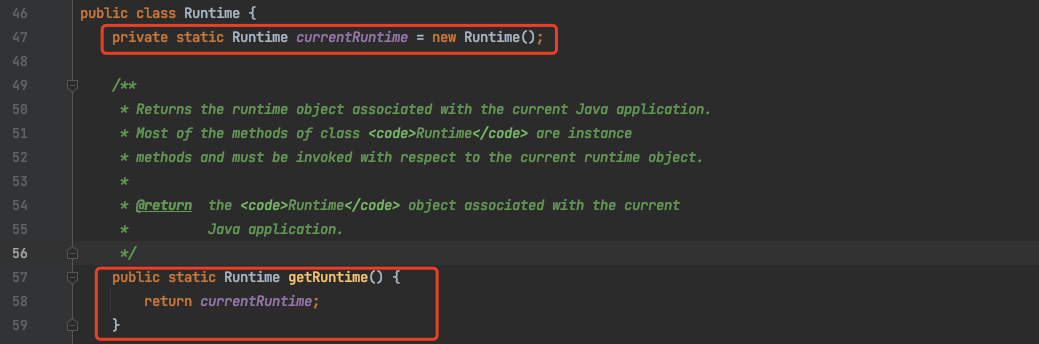 46 public class Runtime {
47 private static Runtime currentRuntime = new Runtime();
48
49 /**
50 * Returns the runtime object associated with the current Java application.
51 * Most of the methods of class <code>Runtime</code> are instance
52 * methods and must be invoked with respect to the current runtime object.
53 *
54 * @return  the <code>Runtime</code> object associated with the current
55 *          Java application.
56 */
57 public static Runtime getRuntime() {
58 return currentRuntime;
59 }